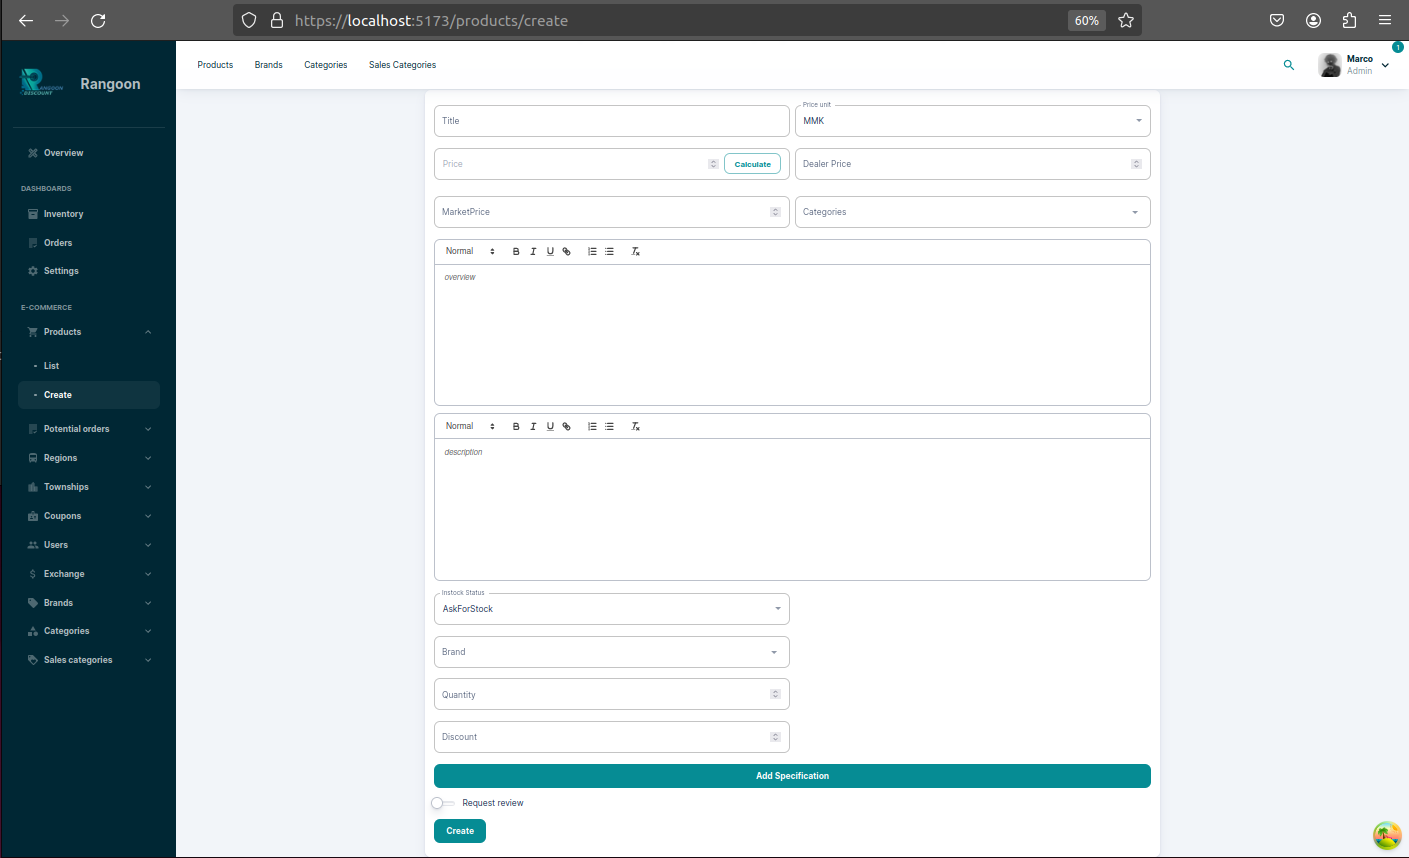 https://localhost:5173/products/create
60%
RANGOON
DISCOUNT
Rangoon
Products
Brands
Categories
Sales Categories
1
Marco
Admin
Overview
DASHBOARDS
Inventory
Orders
Settings
E-COMMERCE
Products
List
Create
Potential orders
Regions
Townships
Coupons
Users
Exchange
Brands
Categories
Sales categories
Title
Price unit
MMK
Price
Calculate
Dealer Price
MarketPrice
Categories
Normal
B I U
overview
Normal
B I U
description
Instock Status
AskForStock
Brand
Quantity
Discount
Add Specification
Request review
Create